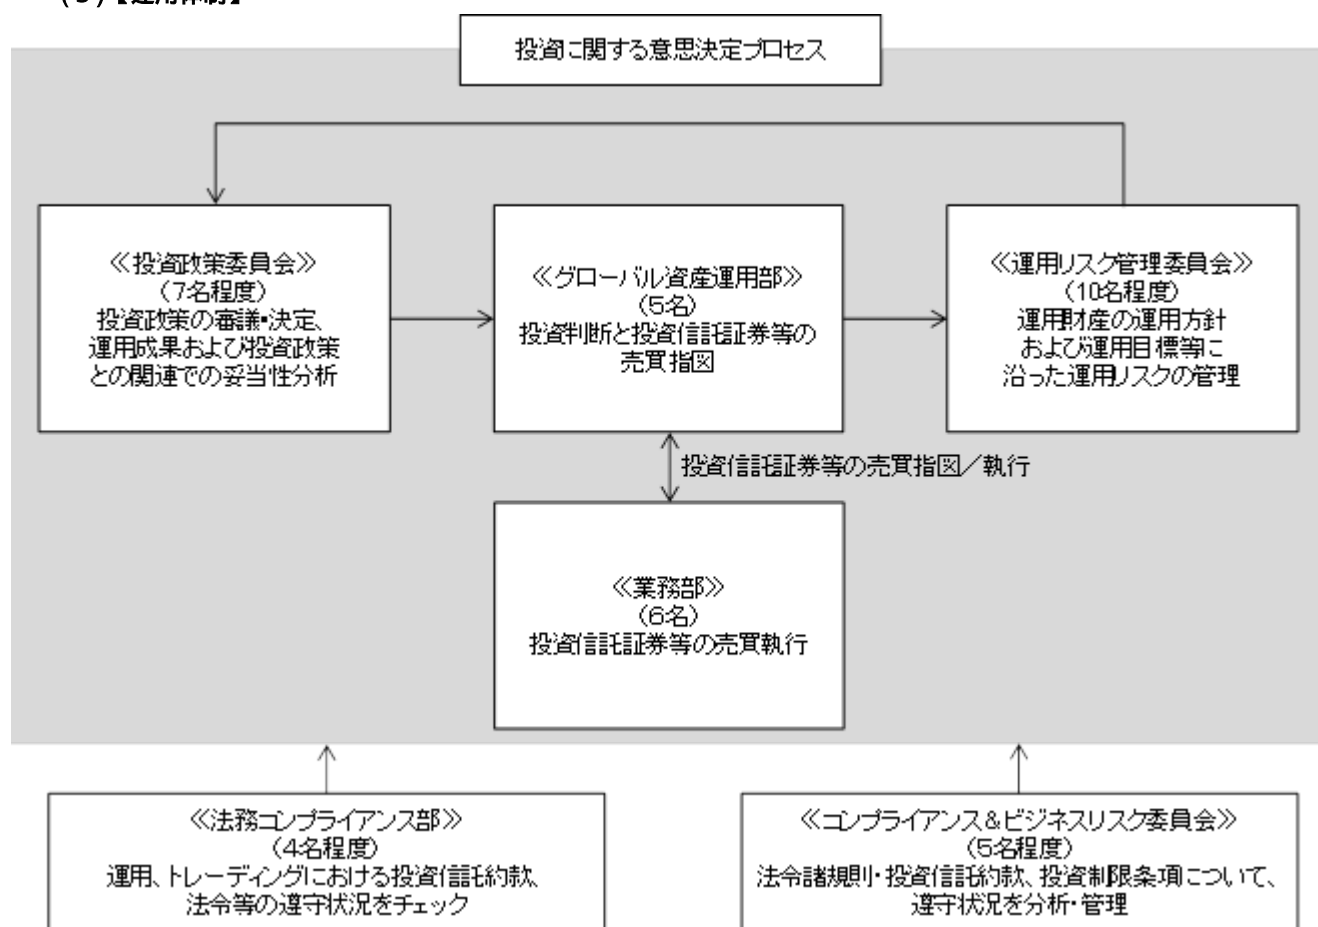 (3)【運用体制】
投資に関する意思決定プロセス
≪投資政策委員会≫
(7名程度)
投資政策の審議・決定、
運用成果および投資政策
との関連での妥当性分析
≪グローバル資産運用部≫
(5名)
投資判断と投資信託証券等の
売買指図
≪運用リスク管理委員会≫
(10名程度)
運用財産の運用方針
および運用目標等に
沿った運用リスクの管理
投資信託証券等の売買指図/執行
≪業務部≫
(6名)
投資信託証券等の売買執行
≪法務コンプライアンス部≫
(4名程度)
運用、トレーディングにおける投資信託約款、
法令等の遵守状況をチェック
≪コンプライアンス&ビジネスリスク委員会≫
(5名程度)
法令諸規則・投資信託約款、投資制限条項について、
遵守状況を分析・管理